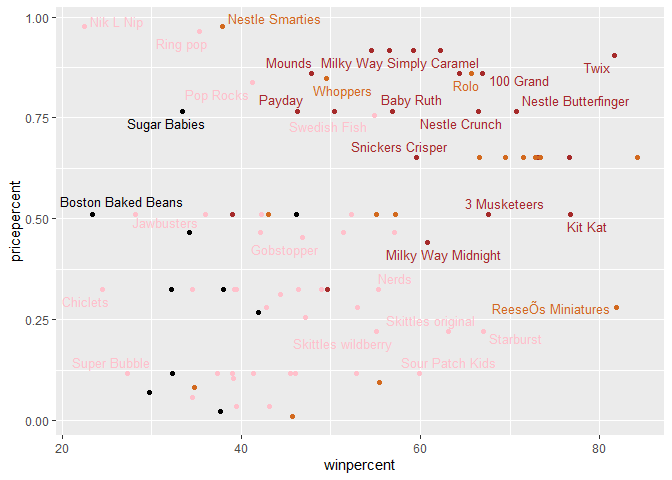 1.00
Nik L Nip
Nestle Smarties
Ring pop
Mounds
Milky Way Simply Caramel
Twix
100 Grand
Pop Rocks
Whoppers
Rolo
Payday
Baby Ruth
Nestle Butterfinger
0.75
Sugar Babies
Swedish Fish
Nestle Crunch
Snickers Crisper
pricepercent
Boston Baked Beans
3 Musketeers
0.50
Jawbusters
Kit Kat
Gobstopper
Milky Way Midnight
Nerds
Chiclets
ReeseÕs Miniatures
0.25
Skittles original
Skittles wildberry
Starburst
Super Bubble
Sour Patch Kids
0.00
20
40
60
80
winpercent